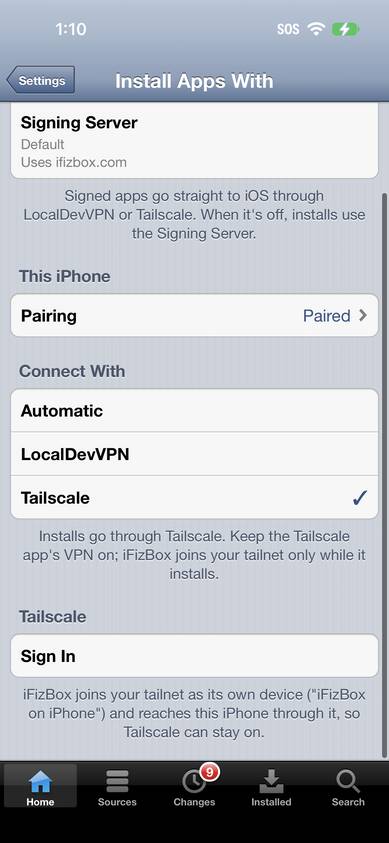 1:10
SOS
Settings
Install Apps With
Signing Server
Default
Uses ifizbox.com
Signed apps go straight to iOS through
LocalDevVPN or Tailscale. When it's off, installs use
the Signing Server.
This iPhone
Pairing
Paired
Connect With
Automatic
LocalDevVPN
Tailscale
Installs go through Tailscale. Keep the Tailscale
app's VPN on; iFizBox joins your tailnet only while it
installs.
Tailscale
Sign In
iFizBox joins your tailnet as its own device ("iFizBox
on iPhone") and reaches this iPhone through it, so
Tailscale can stay on.
9
Home
Sources
Changes
Installed
Search